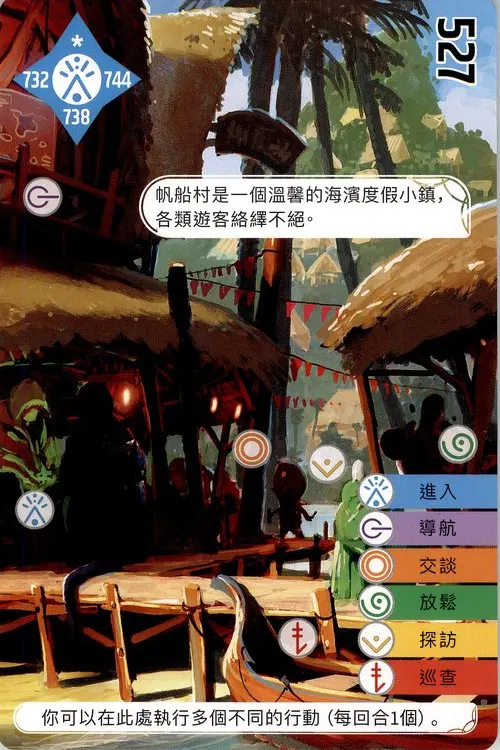 527
*
732 744
738
帆船村是一個溫馨的海濱度假小鎮，
各類遊客絡繹不絕。
進入
導航
交談
放鬆
探訪
巡查
你可以在此處執行多個不同的行動（每回合1個）。